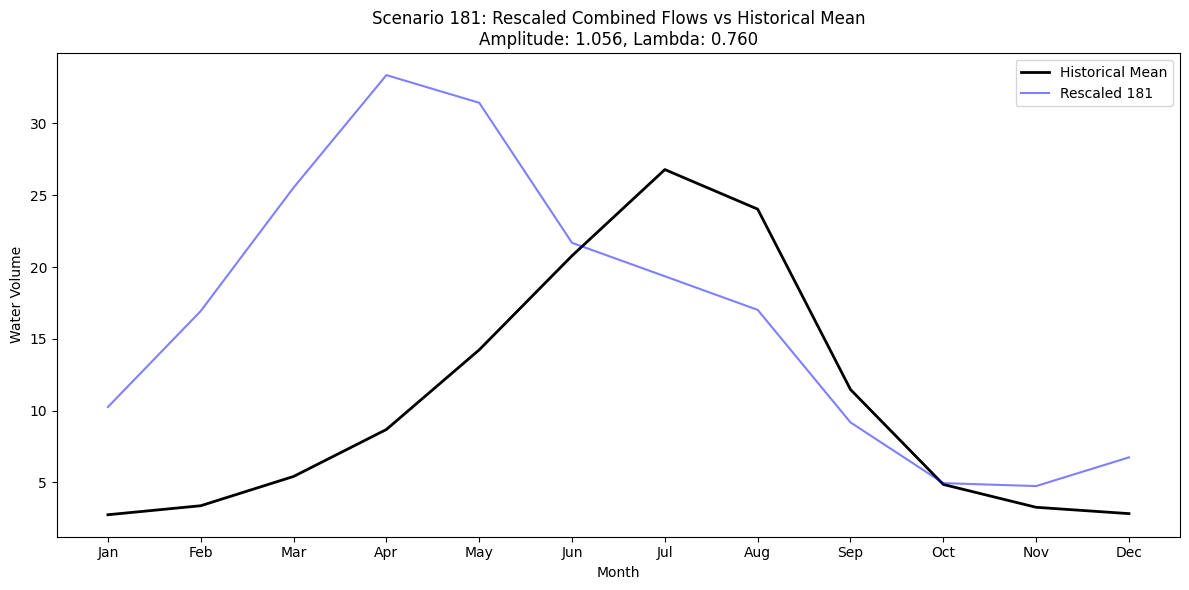 Scenario 181: Rescaled Combined Flows vs Historical Mean
Amplitude: 1.056, Lambda: 0.760
Historical Mean
Rescaled 181
Water Volume
30
25
20
15
10
5
Jan Feb Mar Apr May Jun Jul Aug Sep Oct Nov Dec
Month